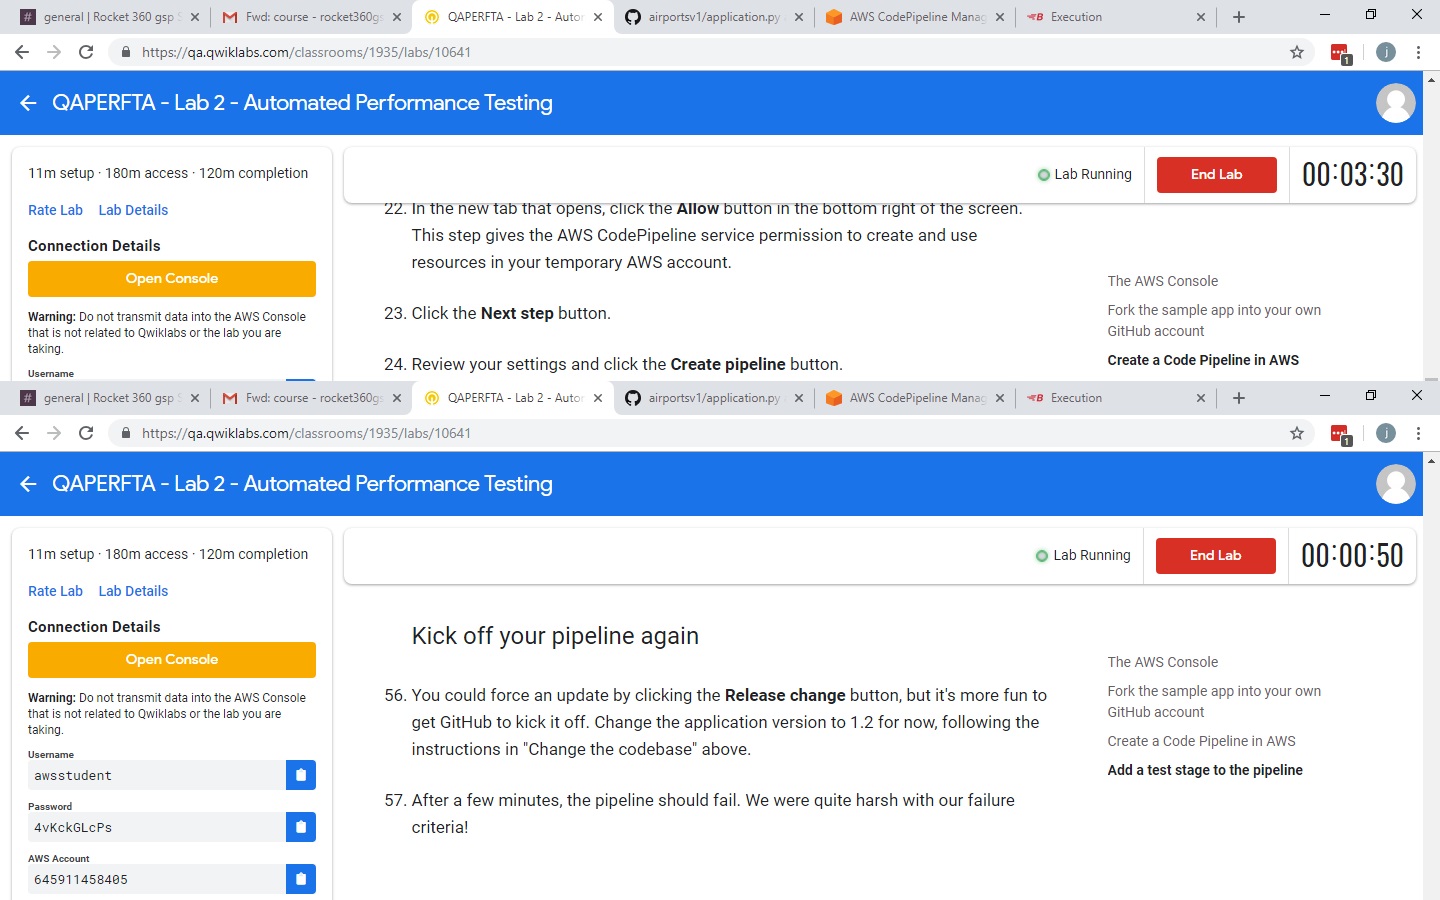 general | Rocket 360 gsp
Fwd: course - rocket360gs
QAPERFTA - Lab 2 - Autor
airportsv1/application.py
AWS CodePipeline Manag
Execution
https://qa.qwiklabs.com/classrooms/1935/labs/10641
1
j
QAPERFTA - Lab 2 - Automated Performance Testing
11m setup · 180m access · 120m completion
Rate Lab Lab Details
Connection Details
Open Console
Warning: Do not transmit data into the AWS Console
that is not related to Qwiklabs or the lab you are
taking.
Username
Lab Running
End Lab
00:03:30
22. In the new tab that opens, click the Allow button in the bottom right of the screen.
This step gives the AWS CodePipeline service permission to create and use
resources in your temporary AWS account.
23. Click the Next step button.
24. Review your settings and click the Create pipeline button.
The AWS Console
Fork the sample app into your own
GitHub account
Create a Code Pipeline in AWS
general | Rocket 360 gsp
Fwd: course - rocket360gs
QAPERFTA - Lab 2 - Autor
airportsv1/application.py
AWS CodePipeline Manag
Execution
https://qa.qwiklabs.com/classrooms/1935/labs/10641
1
j
QAPERFTA - Lab 2 - Automated Performance Testing
11m setup · 180m access · 120m completion
Rate Lab Lab Details
Connection Details
Open Console
Warning: Do not transmit data into the AWS Console
that is not related to Qwiklabs or the lab you are
taking.
Username
awsstudent
Password
4vKckGLcPs
AWS Account
645911458405
Lab Running
End Lab
00:00:50
Kick off your pipeline again
56. You could force an update by clicking the Release change button, but it's more fun to
get GitHub to kick it off. Change the application version to 1.2 for now, following the
instructions in "Change the codebase" above.
57. After a few minutes, the pipeline should fail. We were quite harsh with our failure
criteria!
The AWS Console
Fork the sample app into your own
GitHub account
Create a Code Pipeline in AWS
Add a test stage to the pipeline